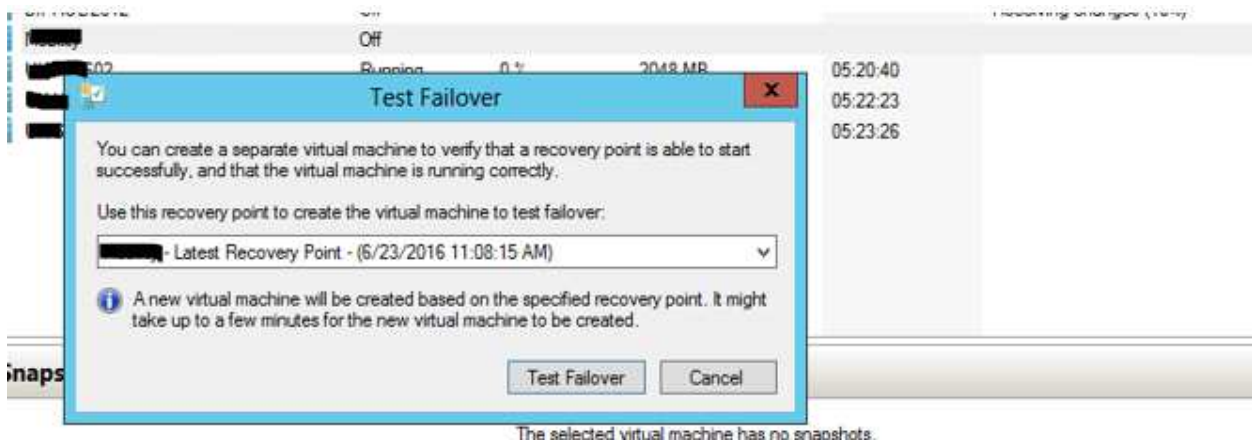 Off
Running 0 % 2048 MB 05:20:40
05:22:23
05:23:26
Test Failover
x
You can create a separate virtual machine to verify that a recovery point is able to start
successfully, and that the virtual machine is running correctly.
Use this recovery point to create the virtual machine to test failover:
- Latest Recovery Point - (6/23/2016 11:08:15 AM)
A new virtual machine will be created based on the specified recovery point. It might
take up to a few minutes for the new virtual machine to be created.
Test Failover Cancel
The selected virtual machine has no snapshots.